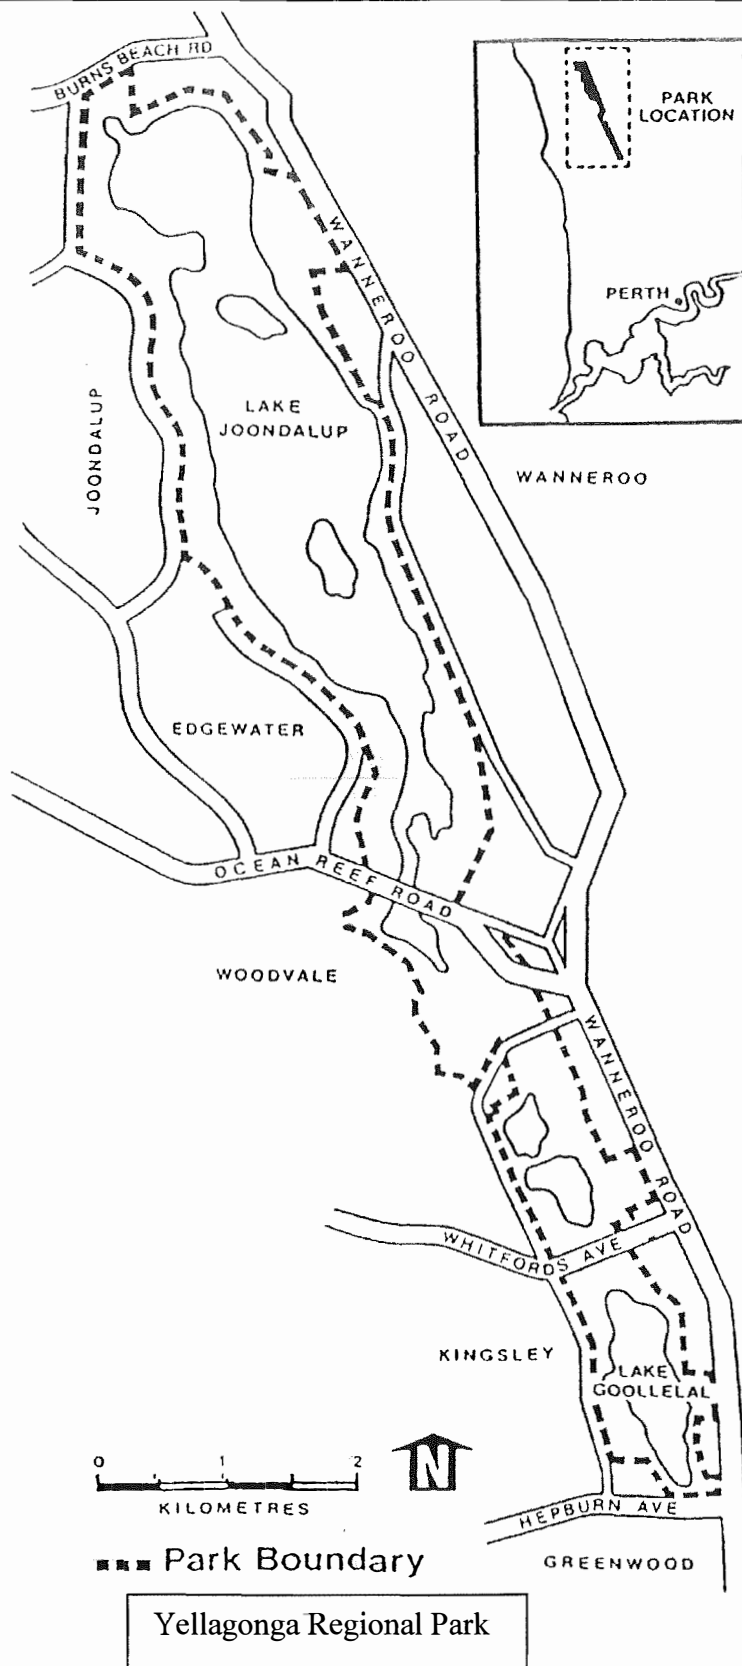 BURNS BEACH RD
PARK
LOCATION
WANNEROO ROAD
PERTH
LAKE
JOONDALUP
JOONDALUP
WANNEROO
EDGEWATER
OCEAN REEF ROAD
WOODVALE
WANNEROO ROAD
WHITFORDS AVE
KINGSLEY
LAKE
GOOLLELAL
0 1 2
N
KILOMETRES
HEPBURN AVE
Park Boundary
GREENWOOD
Yellagonga Regional Park